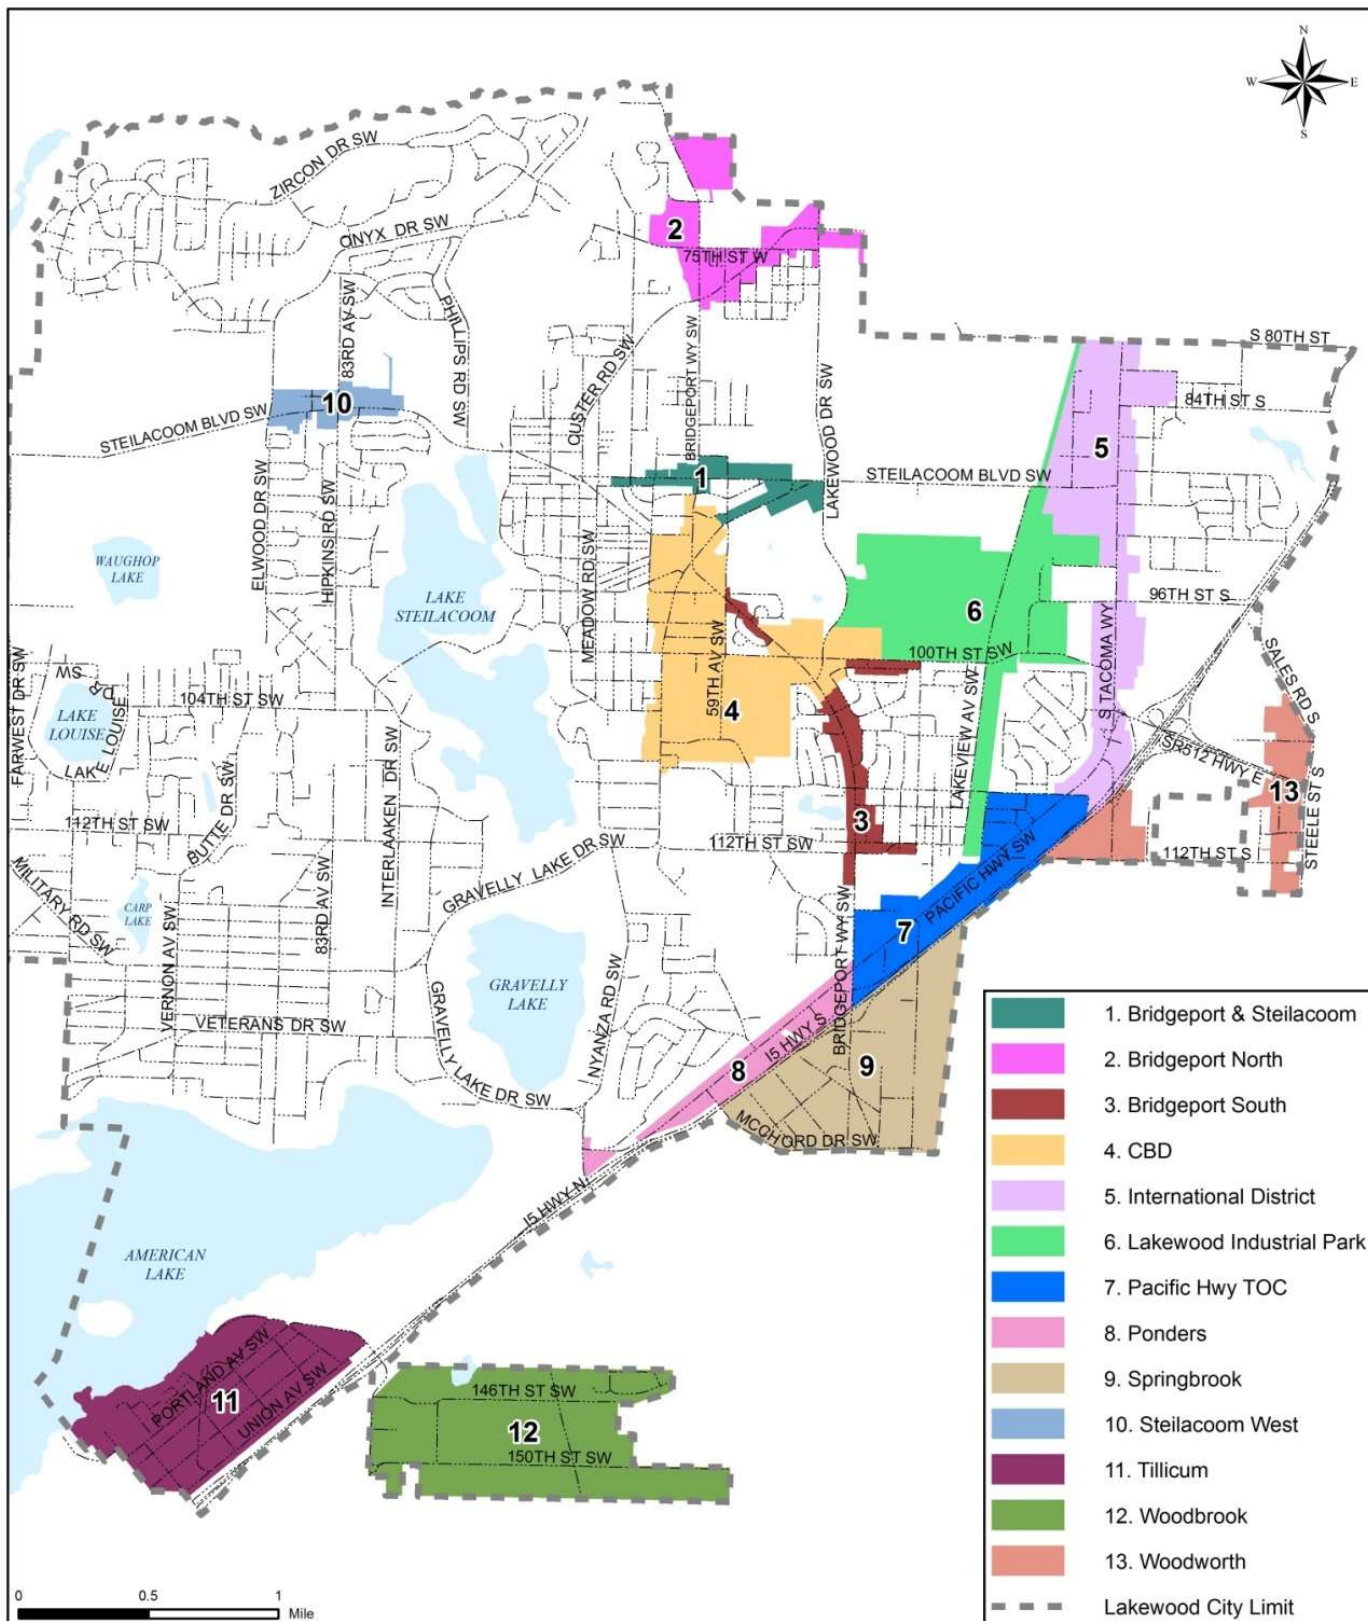 N
W E
S
ZIRCON DR SW
ONYX DR SW
2
75TH ST W
83RD AV SW
PHILLIPS RD SW
BRIDGEPORT WY SW
CUSTER RD SW
LAKEWOOD DR SW
S 80TH ST
84TH ST S
10
5
STEILACOOM BLVD SW
1
STEILACOOM BLVD SW
ELWOOD DR SW
HIPKINS RD SW
WAUGHOP
LAKE
LAKE
STEILACOOM
MEADOW RD SW
96TH ST S
6
100TH ST SW
S TACOMA WY
SALES RD S
FARWEST DR SW
104TH ST SW
LAKE LOUISE DR SW
LAKE
LOUISE
59TH AV SW
4
LAKEVIEW AV SW
SR512 HWY E
13
STEELE ST S
112TH ST SW
BUTTE DR SW
INTERLAAKEN DR SW
GRAVELLY LAKE DR SW
3
112TH ST SW
112TH ST S
MILITARY RD SW
CARP
LAKE
VERNON AV SW
83RD AV SW
PACIFIC HWY SW
7
GRAVELLY
LAKE
NYANZA RD SW
BRIDGEPORT WY SW
VETERANS DR SW
GRAVELLY LAKE DR SW
I5 HWY S
8
9
MCCHORD DR SW
I5 HWY N
AMERICAN
LAKE
PORTLAND AV SW
11
UNION AV SW
146TH ST SW
12
150TH ST SW
1. Bridgeport & Steilacoom
2. Bridgeport North
3. Bridgeport South
4. CBD
5. International District
6. Lakewood Industrial Park
7. Pacific Hwy TOC
8. Ponders
9. Springbrook
10. Steilacoom West
11. Tillicum
12. Woodbrook
13. Woodworth
Lakewood City Limit
0 0.5 1
Mile